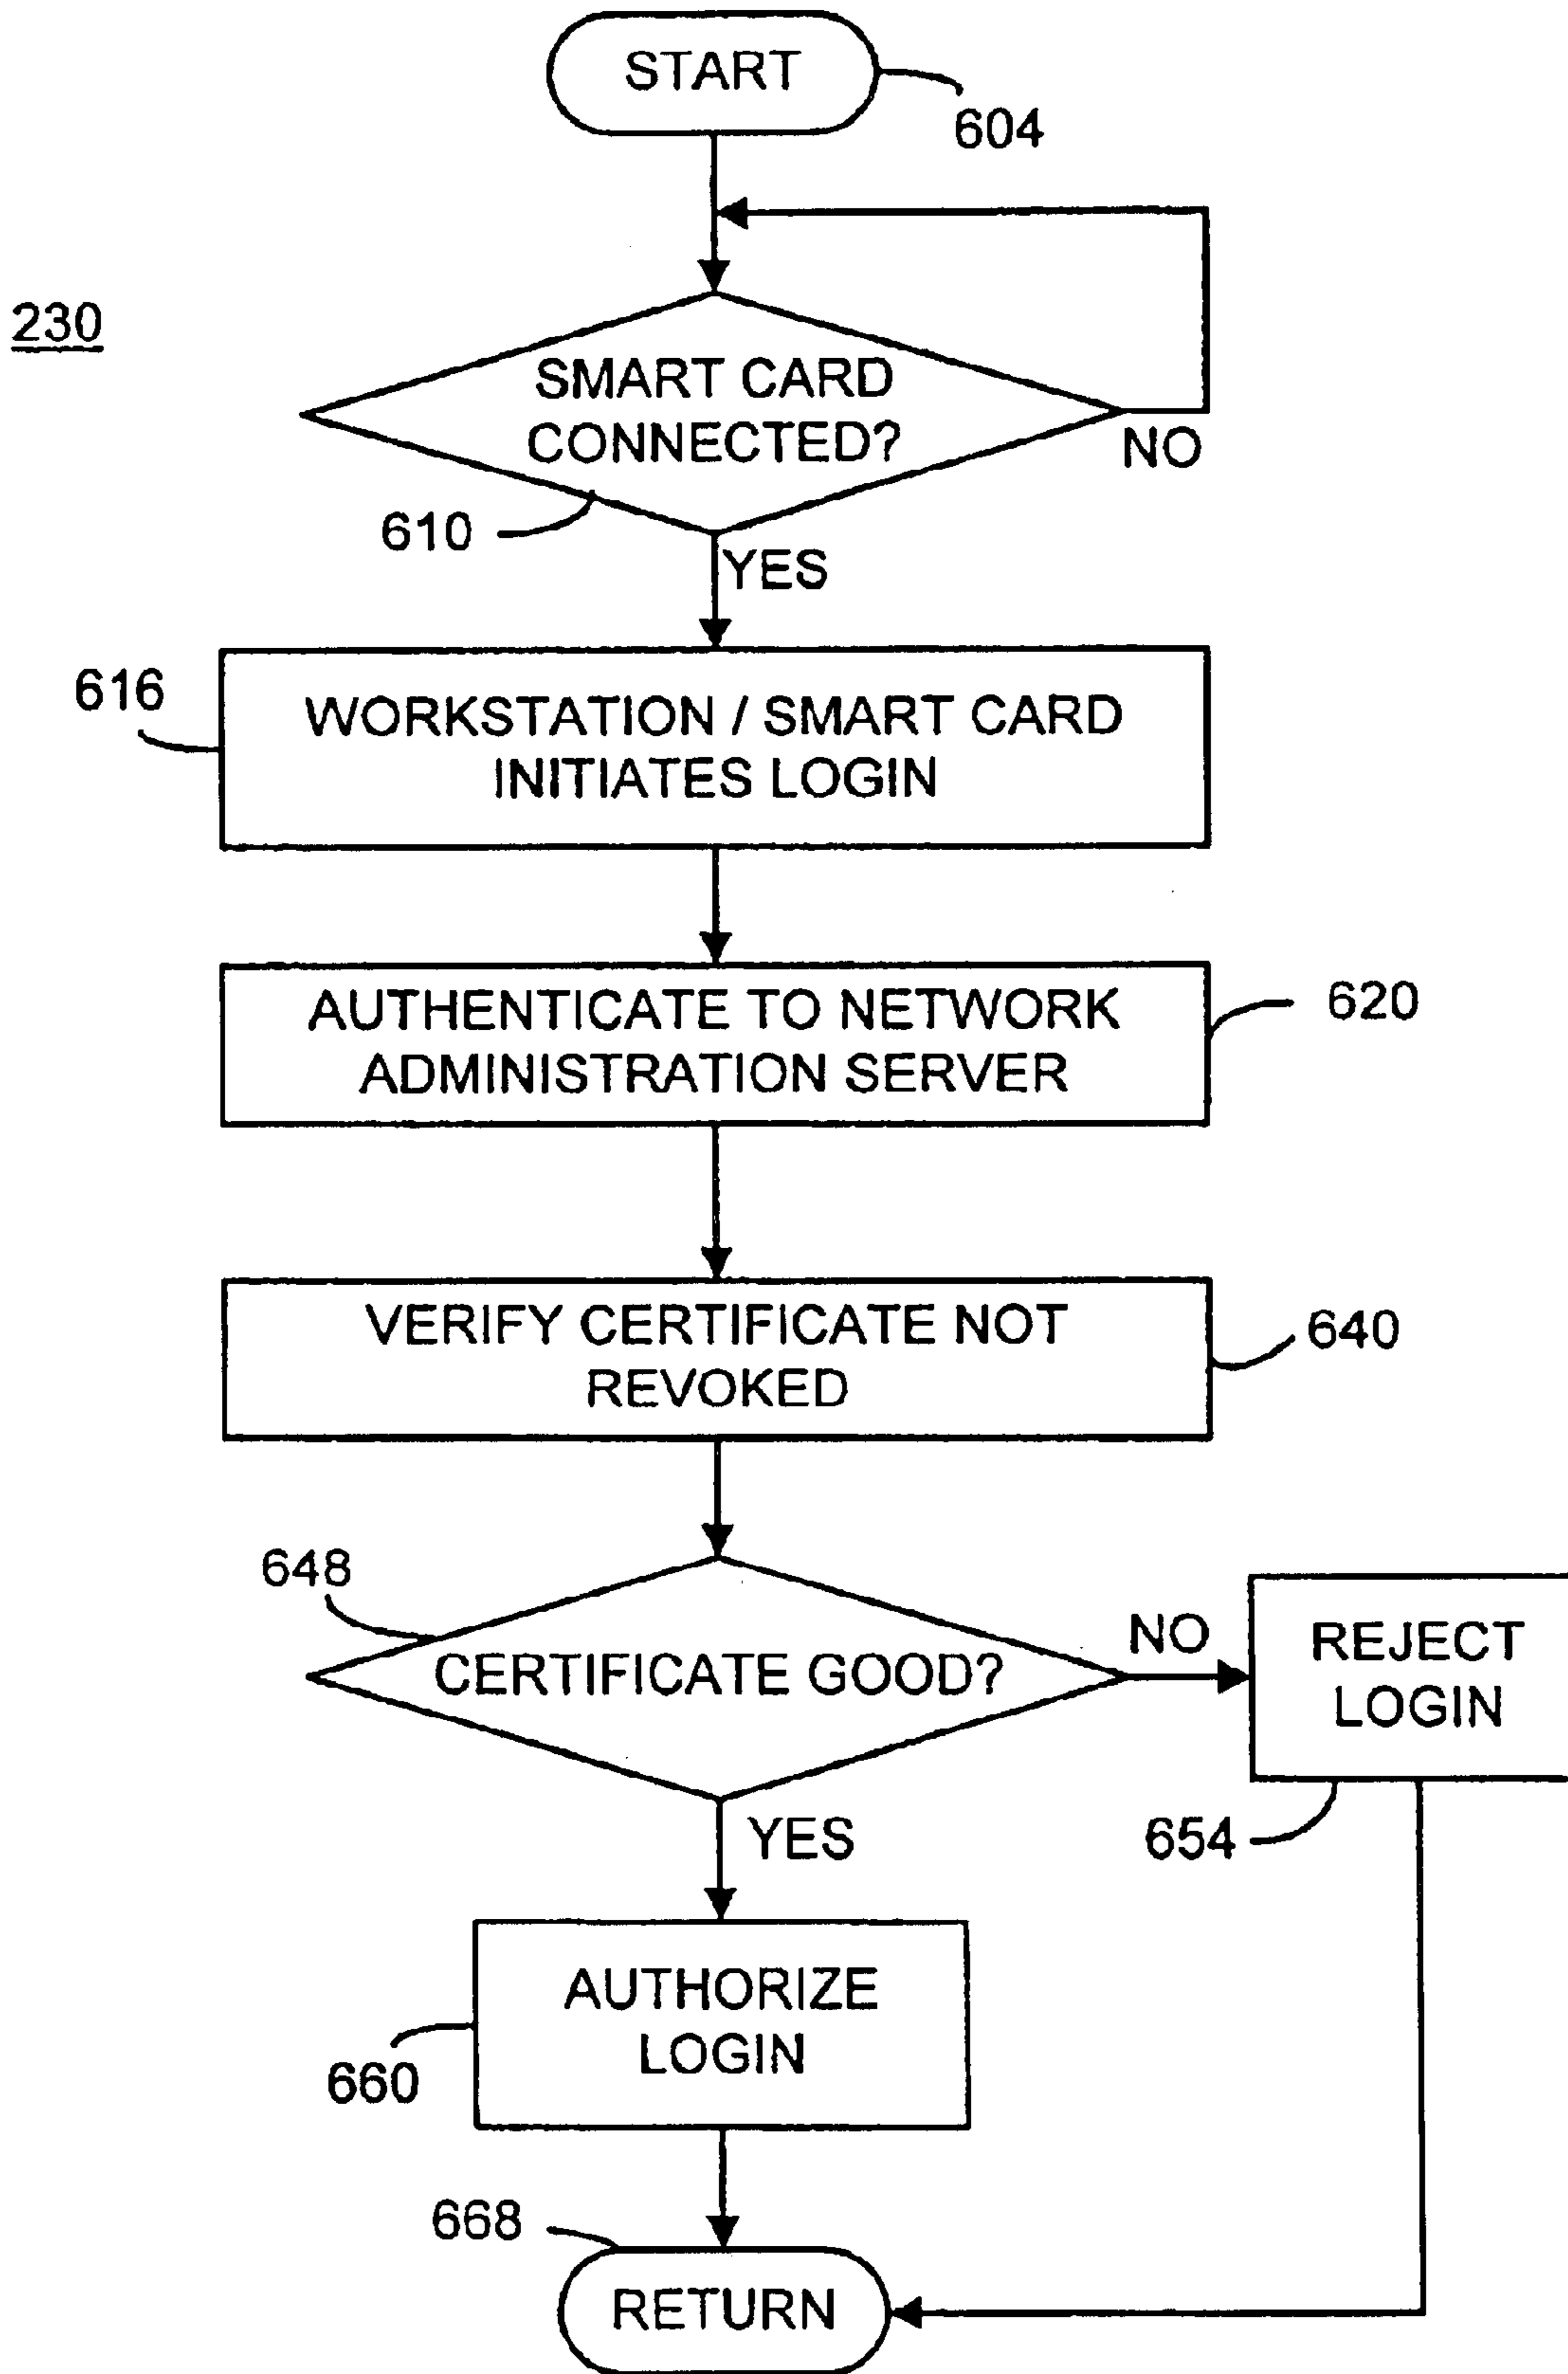 START
604
230
SMART CARD
CONNECTED?
NO
610
YES
616
WORKSTATION / SMART CARD
INITIATES LOGIN
AUTHENTICATE TO NETWORK
ADMINISTRATION SERVER
620
VERIFY CERTIFICATE NOT
REVOKED
640
648
CERTIFICATE GOOD?
NO
REJECT
LOGIN
654
YES
AUTHORIZE
LOGIN
660
668
RETURN